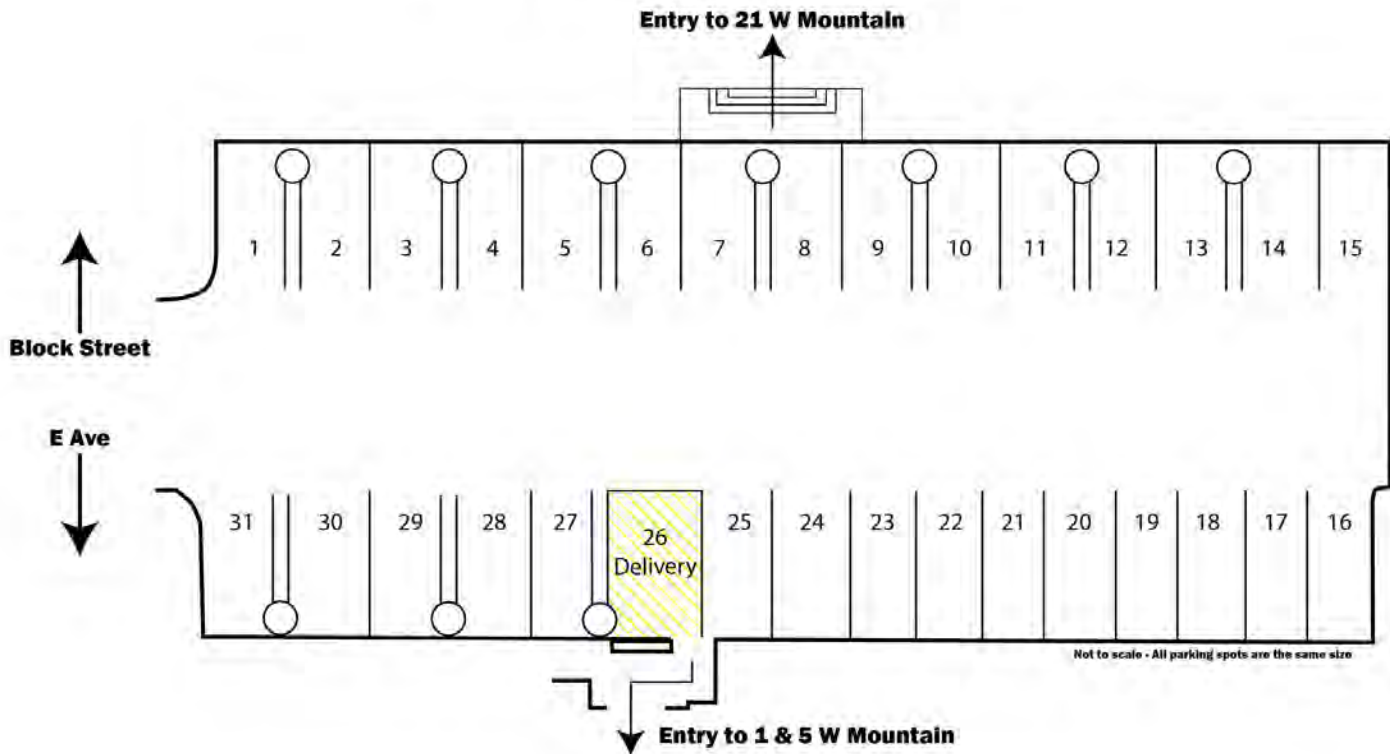 Entry to 21 W Mountain
1 2 3 4 5 6 7 8 9 10 11 12 13 14 15
Block Street
E Ave
31 30 29 28 27 26 25 24 23 22 21 20 19 18 17 16
Delivery
Not to scale - All parking spots are the same size
Entry to 1 & 5 W Mountain